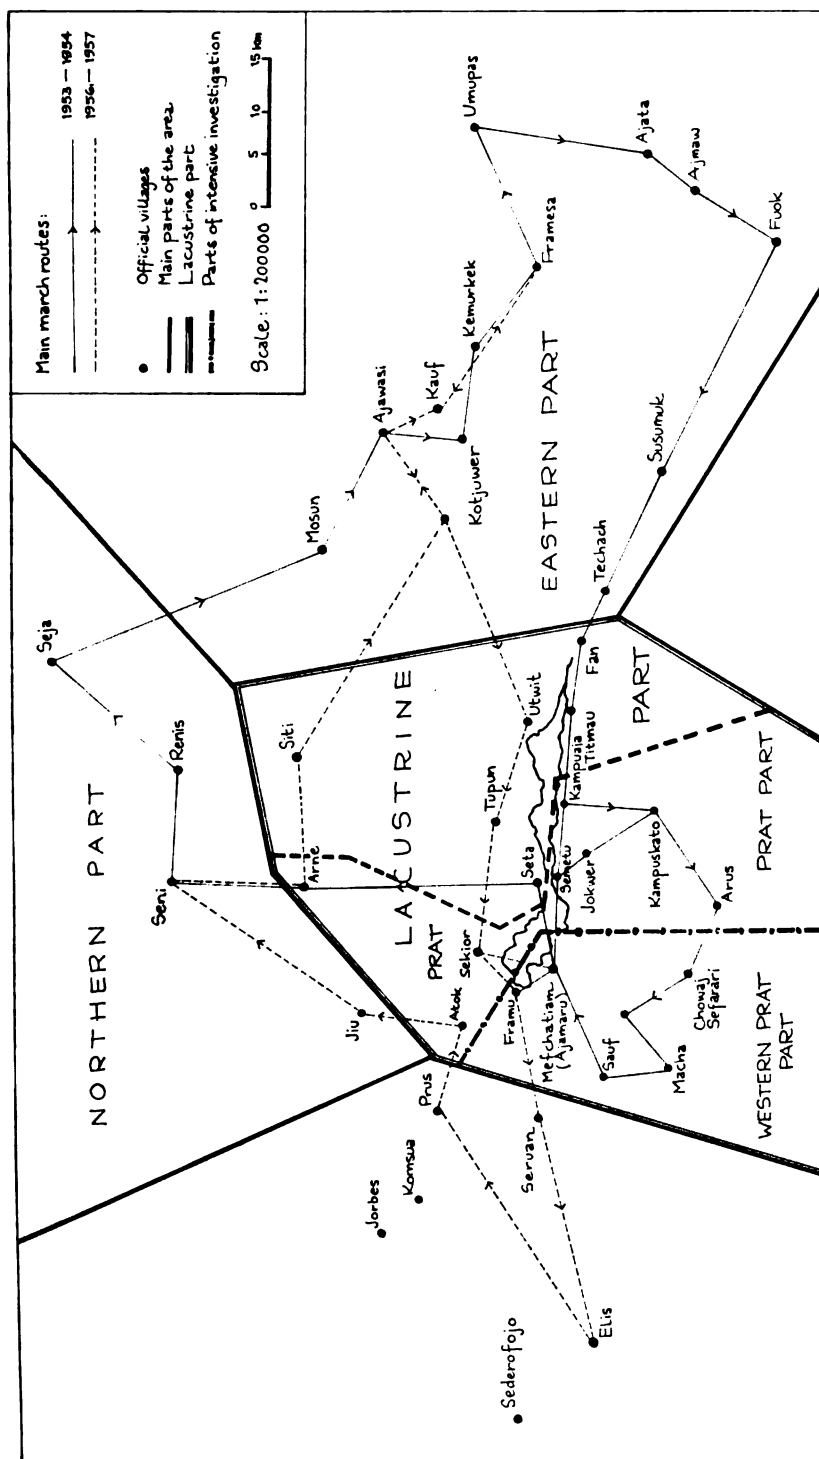 Main march routes:
1953 – 1954
1956 – 1957
Official villages
Main parts of the area
Lacustrine part
Parts of intensive investigation
Scale: 1:200000
0 5 10 15 km
NORTHERN PART
Seja
Renis
Seni
Jiu
Mosun
Ajawasi
Kauf
Kotjuwer
Kemurkek
Framesa
Umupas
Ajata
Ajmaw
Fuok
EASTERN PART
Susumuk
Techach
Fan
LACUSTRINE
PART
Siti
Arne
Utwit
Tupun
Seta
Kampuaia
Titmau
Semetu
Jokwer
Kampuskato
Arus
PRAT PART
PRAT
Sekior
Atok
Framu
Mefchatiam
(Ajamaru)
Chowaj
Sefarari
Sauf
Macha
WESTERN PRAT
PART
Prus
Komsua
Jorbes
Seruan
Elis
Sederofojo